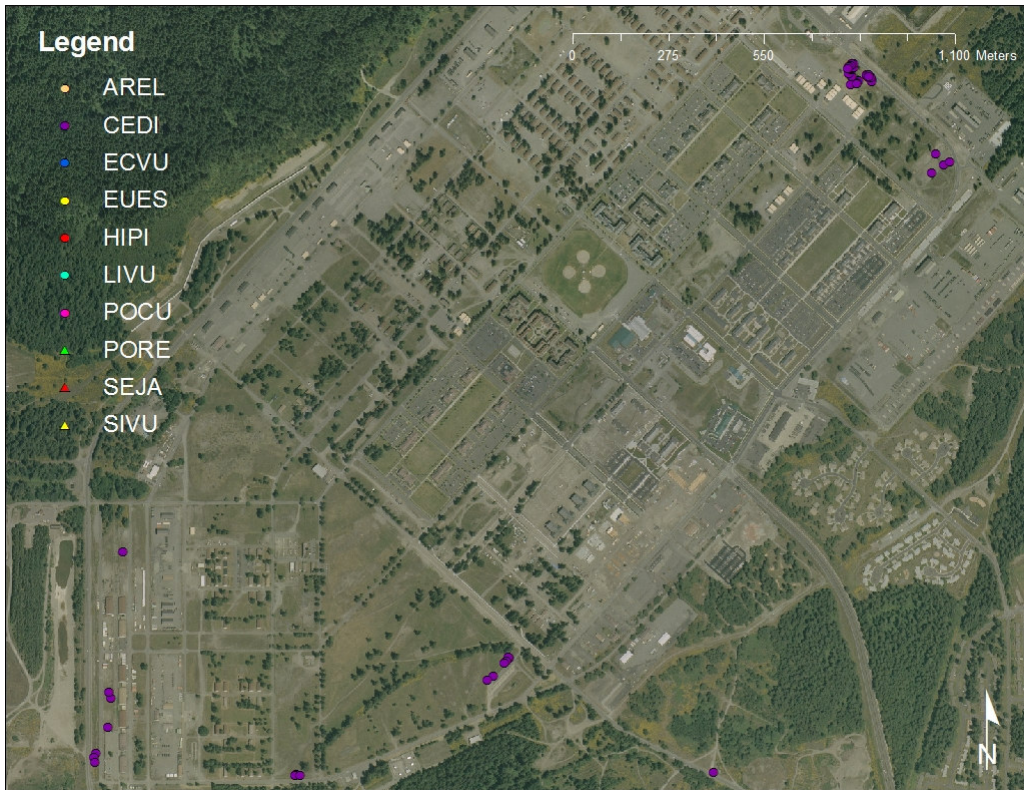 Legend
AREL
CEDI
ECVU
EUES
HIPI
LIVU
POCU
PORE
SEJA
SIVU
0 275 550 1,100 Meters
N